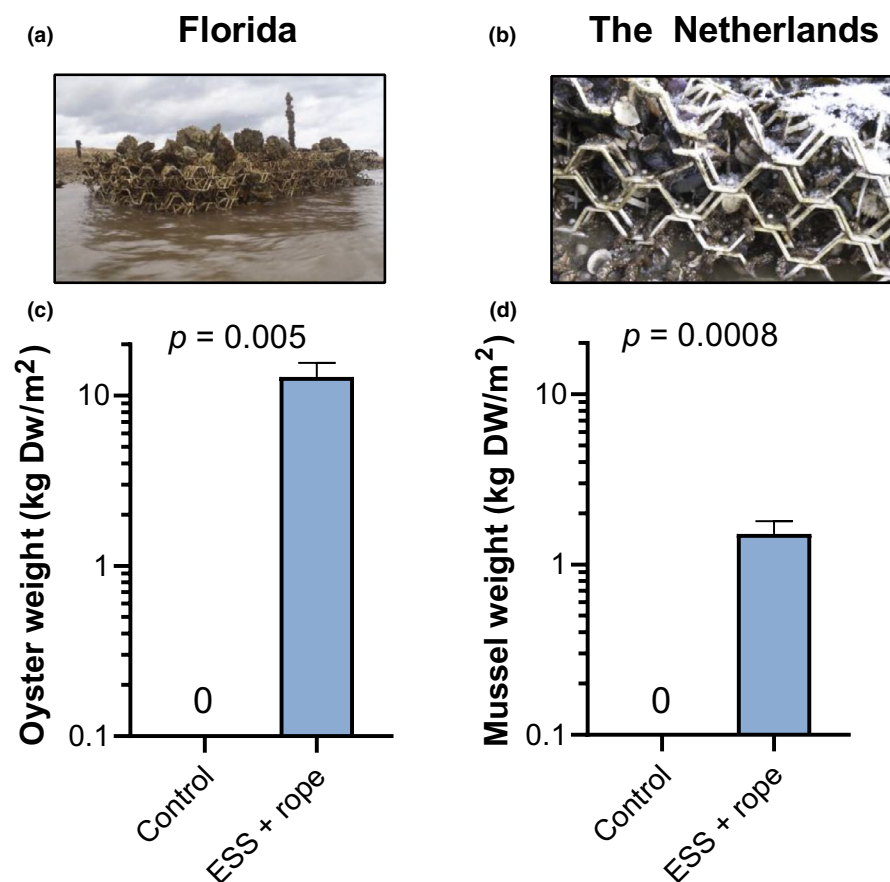 (a) Florida
(b) The Netherlands
(c)
p = 0.005
Oyster weight (kg Dw/m²)
10
1
0.1
0
Control
ESS + rope
(d)
p = 0.0008
Mussel weight (kg DW/m²)
10
1
0.1
0
Control
ESS + rope